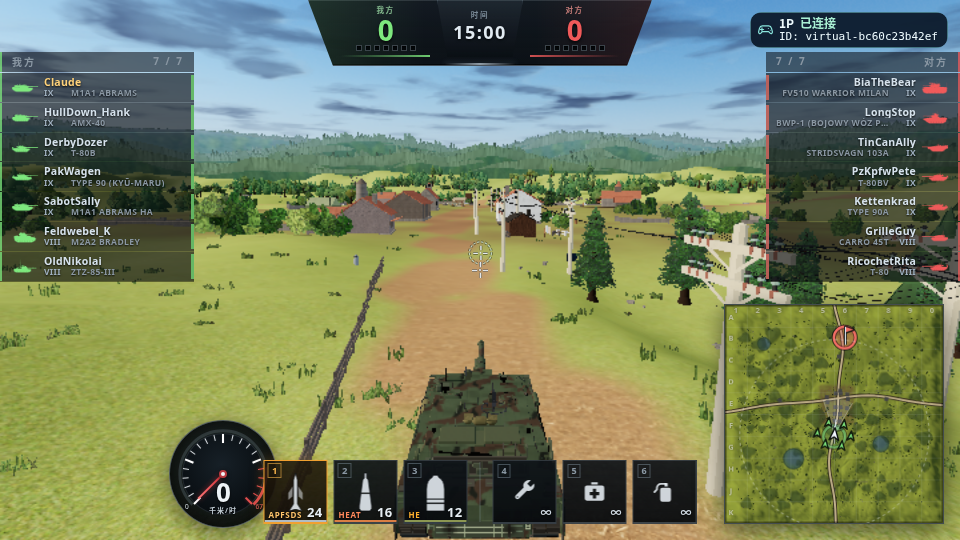 我方
0
时间
15:00
对方
0
1P 已连接
ID: virtual-bc60c23b42ef
我方 7 / 7
Claude
IX M1A1 ABRAMS
HullDown_Hank
IX AMX-40
DerbyDozer
IX T-80B
PakWagen
IX TYPE 90 (KYŪ-MARU)
SabotSally
IX M1A1 ABRAMS HA
Feldwebel_K
VIII M2A2 BRADLEY
OldNikolai
VIII ZTZ-85-III
7 / 7 对方
BiaTheBear
FV510 WARRIOR MILAN IX
LongStop
BWP-1 (BOJOWY WOZ P... IX
TinCanAlly
STRIDSVAGN 103A IX
PzKpfwPete
T-80BV IX
Kettenkrad
TYPE 90A IX
GrilleGuy
CARRO 45T VIII
RicochetRita
T-80 VIII
0
千米/时
0
1
APFSDS 24
2
HEAT 16
3
HE 12
4
∞
5
∞
6
∞